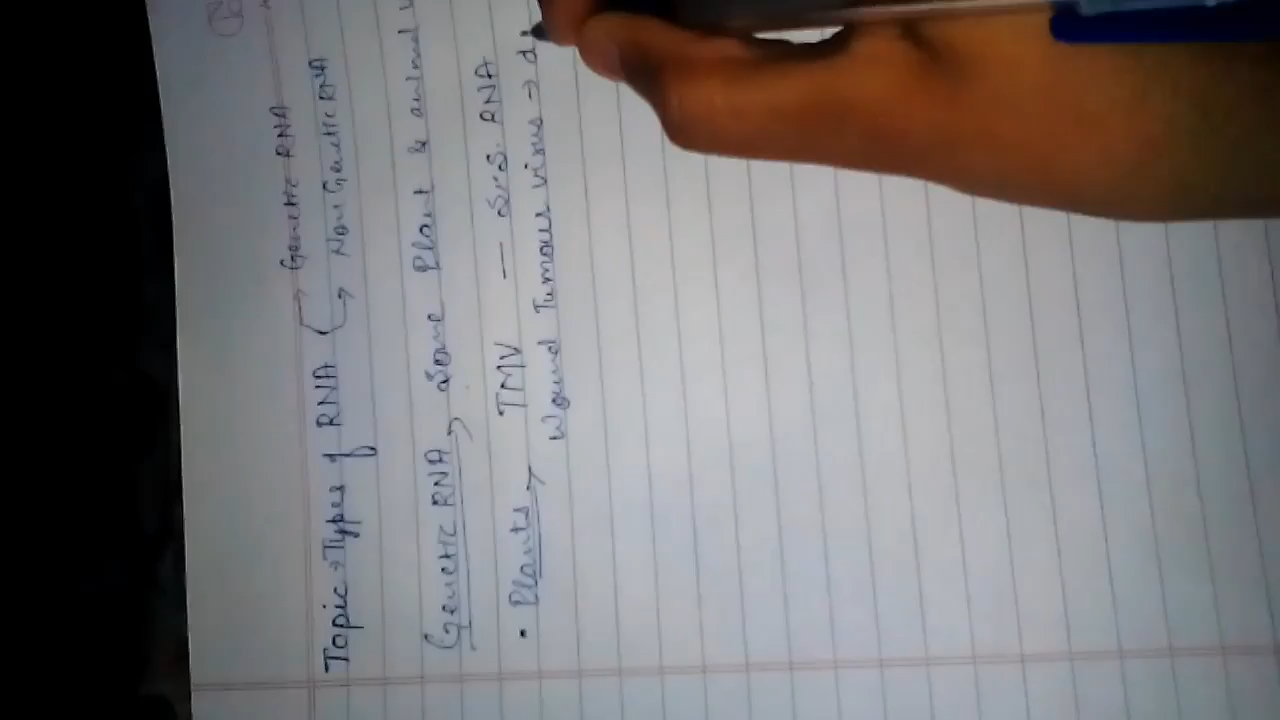 → Genetic RNA
Topic → Types of RNA
→ Non Genetic RNA
Genetic RNA → Some Plant & animal v
• Plants → TMV — S.S. RNA
Wound Tumour virus → d.